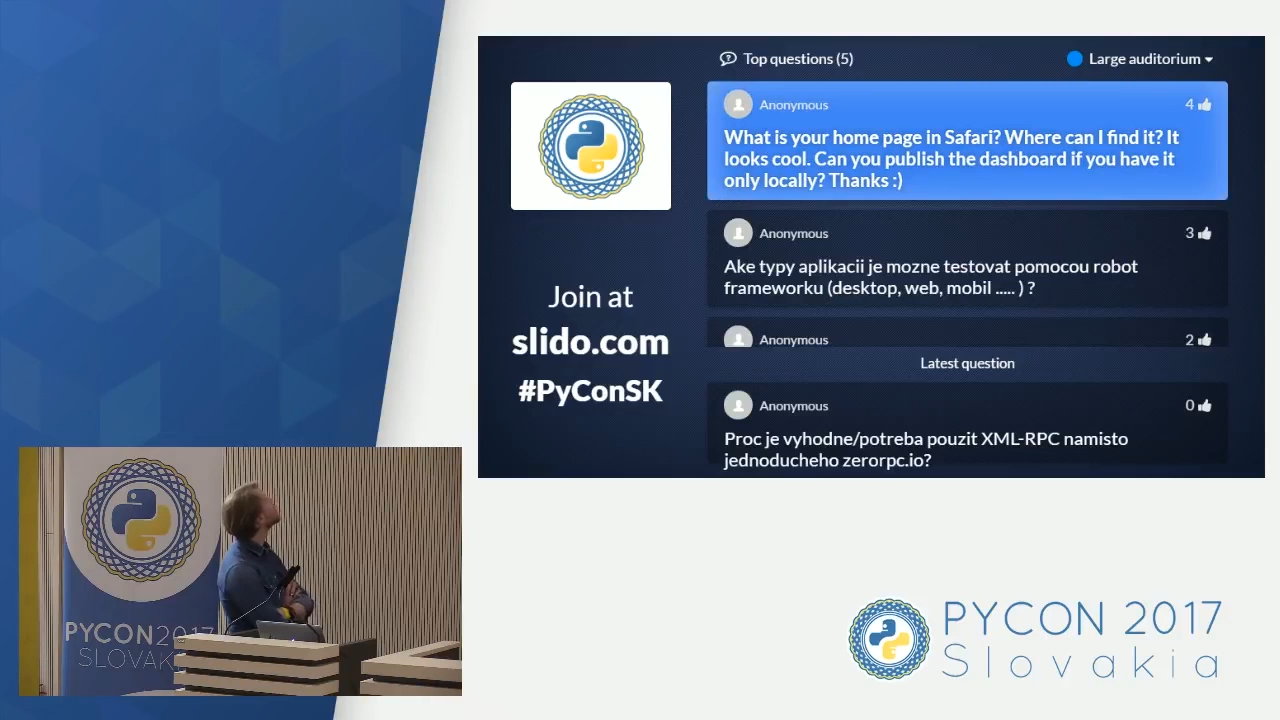 Top questions (5)
Large auditorium
Anonymous
4
What is your home page in Safari? Where can I find it? It
looks cool. Can you publish the dashboard if you have it
only locally? Thanks :)
Anonymous
3
Ake typy aplikacii je mozne testovat pomocou robot
frameworku (desktop, web, mobil ..... ) ?
Anonymous
2
Latest question
Anonymous
0
Proc je vyhodne/potreba pouzit XML-RPC namisto
jednoducheho zerorpc.io?
Join at
slido.com
#PyConSK
PYCON 2017
SLOVAK
PYCON 2017
Slovakia